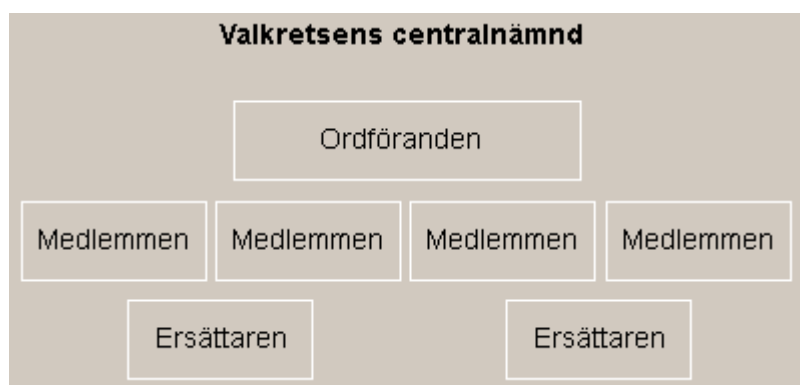 Valkretsens centralnämnd
Ordföranden
Medlemmen Medlemmen Medlemmen Medlemmen
Ersättaren Ersättaren